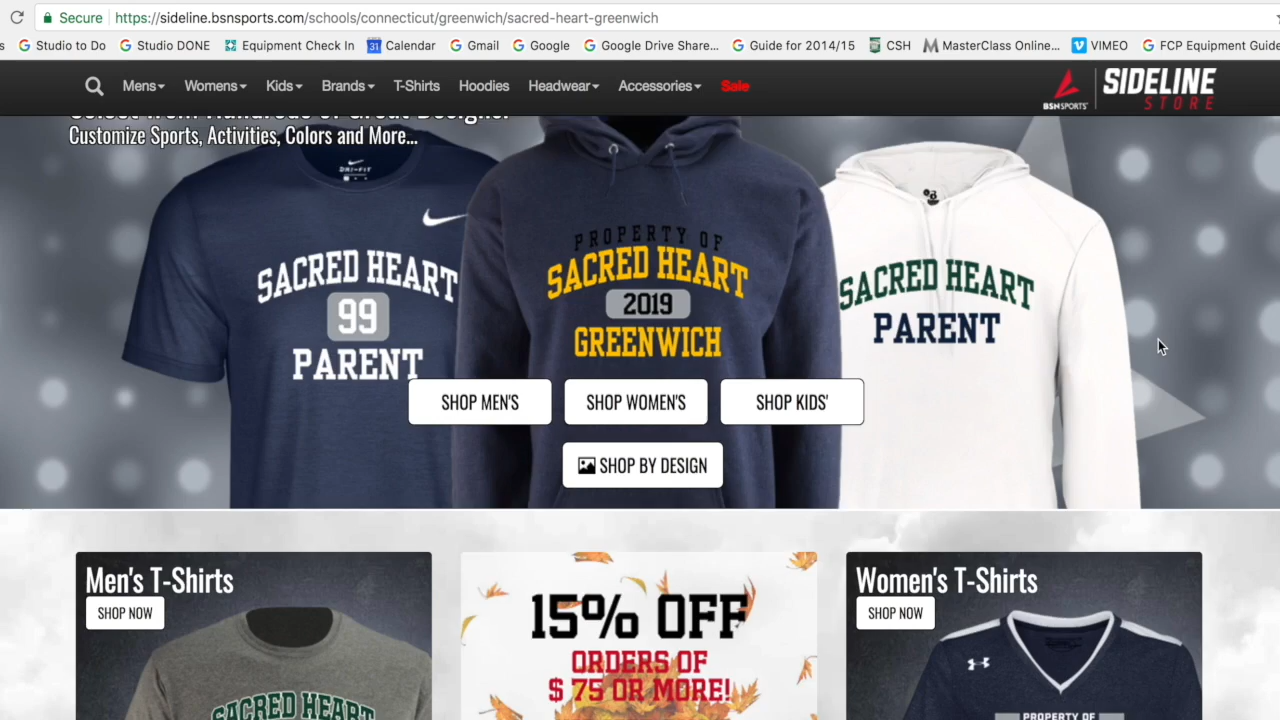 Secure https://sideline.bsnsports.com/schools/connecticut/greenwich/sacred-heart-greenwich
s Studio to Do StudioDONE Equipment Check In 31 Calendar Gmail Google Google Drive Share... Guide for 2014/15 CSH MasterClass Online... VIMEO FCP Equipment Guide
Mens Womens Kids Brands T-Shirts Hoodies Headwear Accessories Sale
BSN SPORTS SIDELINE STORE
Select from Hundreds of Great Designs!
Customize Sports, Activities, Colors and More...
DRI-FIT
SACRED HEART
99
PARENT
PROPERTY OF
SACRED HEART
2019
GREENWICH
SACRED HEART
PARENT
SHOP MEN'S SHOP WOMEN'S SHOP KIDS'
SHOP BY DESIGN
Men's T-Shirts
SHOP NOW
SACRED HEART
15% OFF
ORDERS OF
$75 OR MORE!
Women's T-Shirts
SHOP NOW
PROPERTY OF